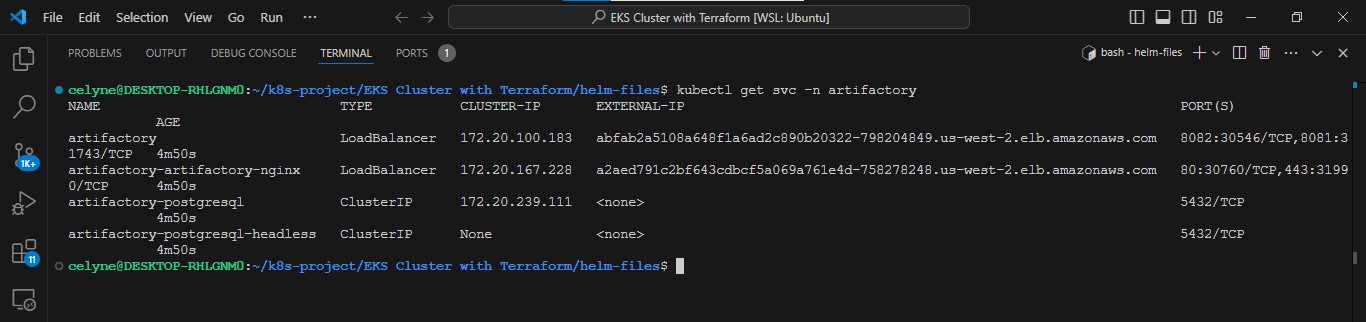 File Edit Selection View Go Run ···
EKS Cluster with Terraform [WSL: Ubuntu]
PROBLEMS OUTPUT DEBUG CONSOLE TERMINAL PORTS 1
bash - helm-files
celyne@DESKTOP-RHLGNM0:~/k8s-project/EKS Cluster with Terraform/helm-files$ kubectl get svc -n artifactory
NAME TYPE CLUSTER-IP EXTERNAL-IP PORT(S)
AGE
artifactory LoadBalancer 172.20.100.183 abfab2a5108a648f1a6ad2c890b20322-798204849.us-west-2.elb.amazonaws.com 8082:30546/TCP,8081:3
1743/TCP 4m50s
artifactory-artifactory-nginx LoadBalancer 172.20.167.228 a2aed791c2bf643cdbcf5a069a761e4d-758278248.us-west-2.elb.amazonaws.com 80:30760/TCP,443:3199
0/TCP 4m50s
artifactory-postgresql ClusterIP 172.20.239.111 <none> 5432/TCP
4m50s
artifactory-postgresql-headless ClusterIP None <none> 5432/TCP
4m50s
celyne@DESKTOP-RHLGNM0:~/k8s-project/EKS Cluster with Terraform/helm-files$
1K+
11